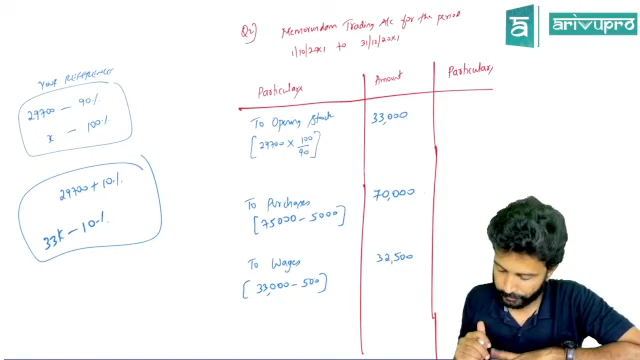 Q2) Memorandum Trading A/c for the period
1/10/20x1 to 31/10/20x1
arivupro
YOUR REFERENCE
29700 — 90%
x — 100%
29700 + 10%
33k — 10%
Particulars Amount Particulars
To Opening Stock 33,000
[29700 × 100/90]
To Purchases 70,000
[75000 – 5000]
To Wages 32,500
[33,000 – 500]